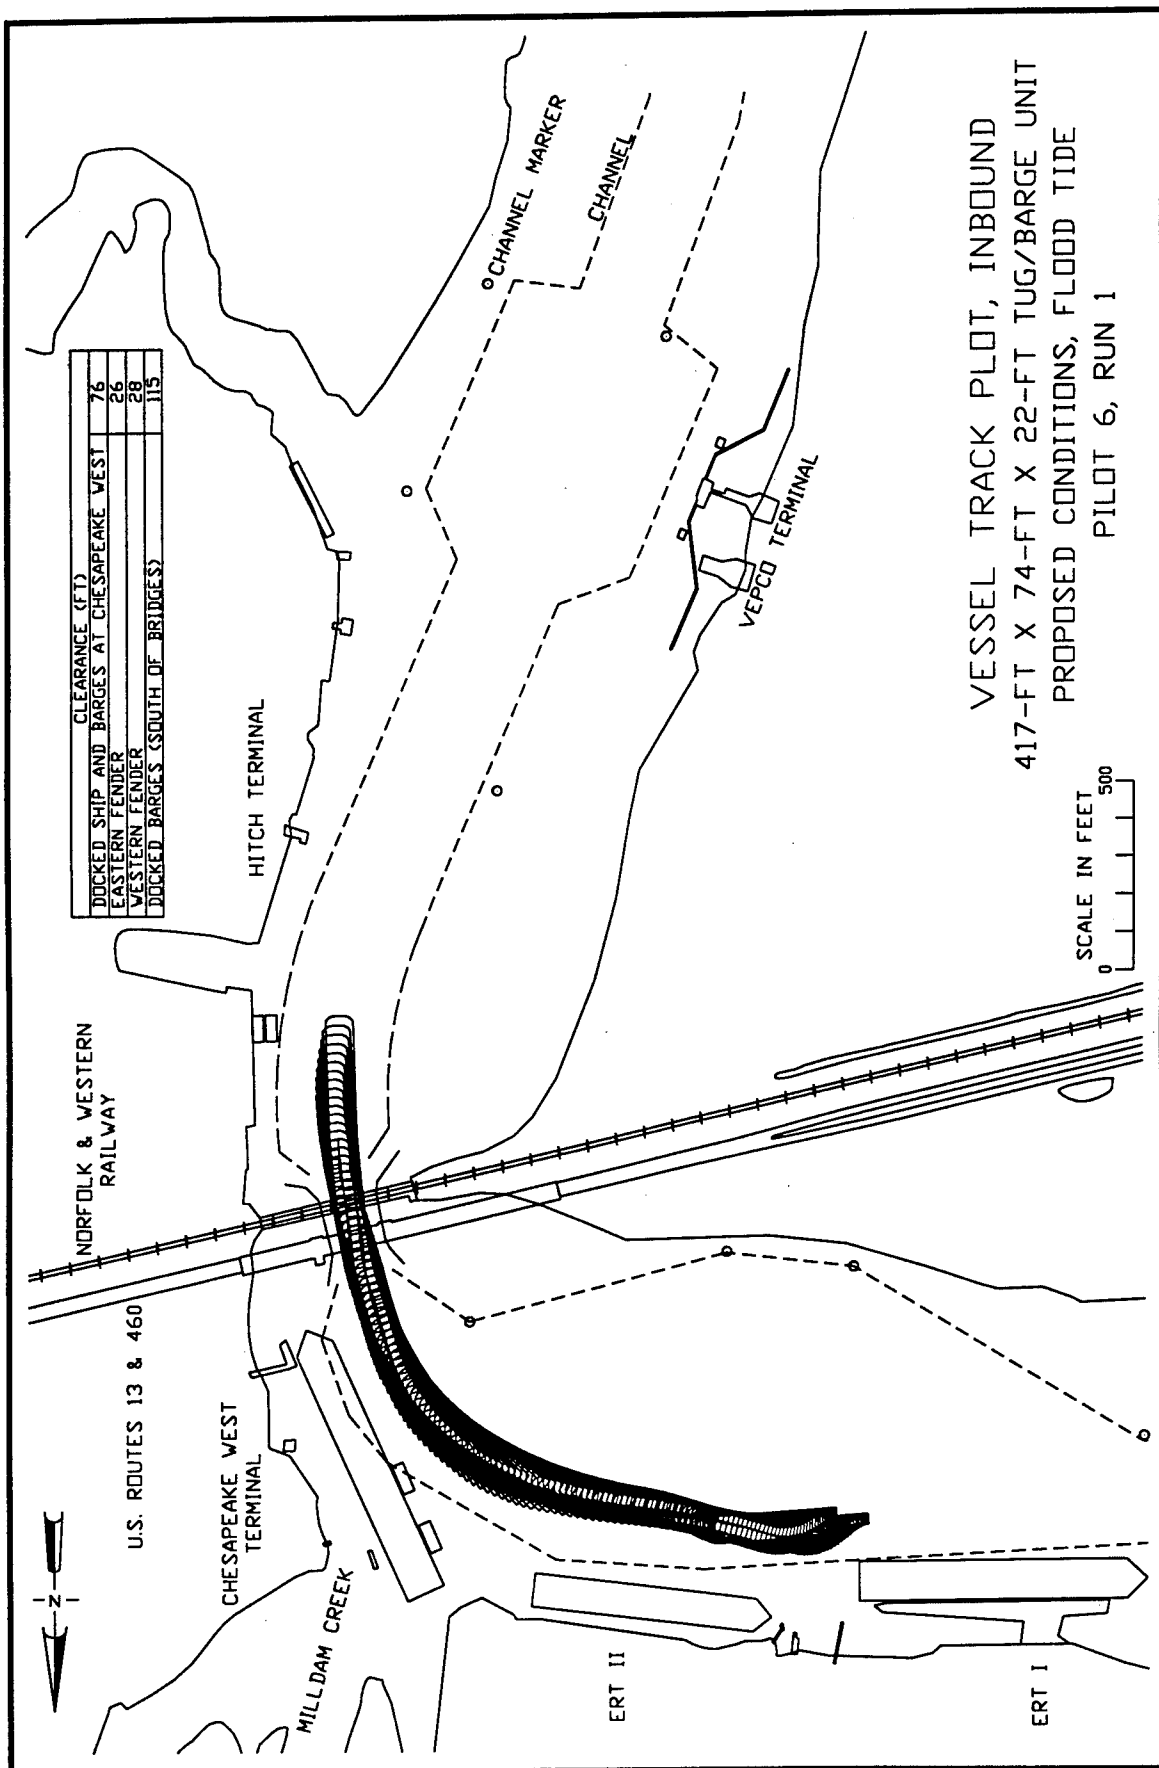 CLEARANCE (FT)
DOCKED SHIP AND BARGES AT CHESAPEAKE WEST 76
EASTERN FENDER 26
WESTERN FENDER 28
DOCKED BARGES (SOUTH OF BRIDGES) 115
CHANNEL MARKER
CHANNEL
HITCH TERMINAL
VEPCO TERMINAL
NORFOLK & WESTERN
RAILWAY
U.S. ROUTES 13 & 460
CHESAPEAKE WEST
TERMINAL
MILLDAM CREEK
ERT II
ERT I
N
SCALE IN FEET
0 500
VESSEL TRACK PLOT, INBOUND
417-FT X 74-FT X 22-FT TUG/BARGE UNIT
PROPOSED CONDITIONS, FLOOD TIDE
PILOT 6, RUN 1